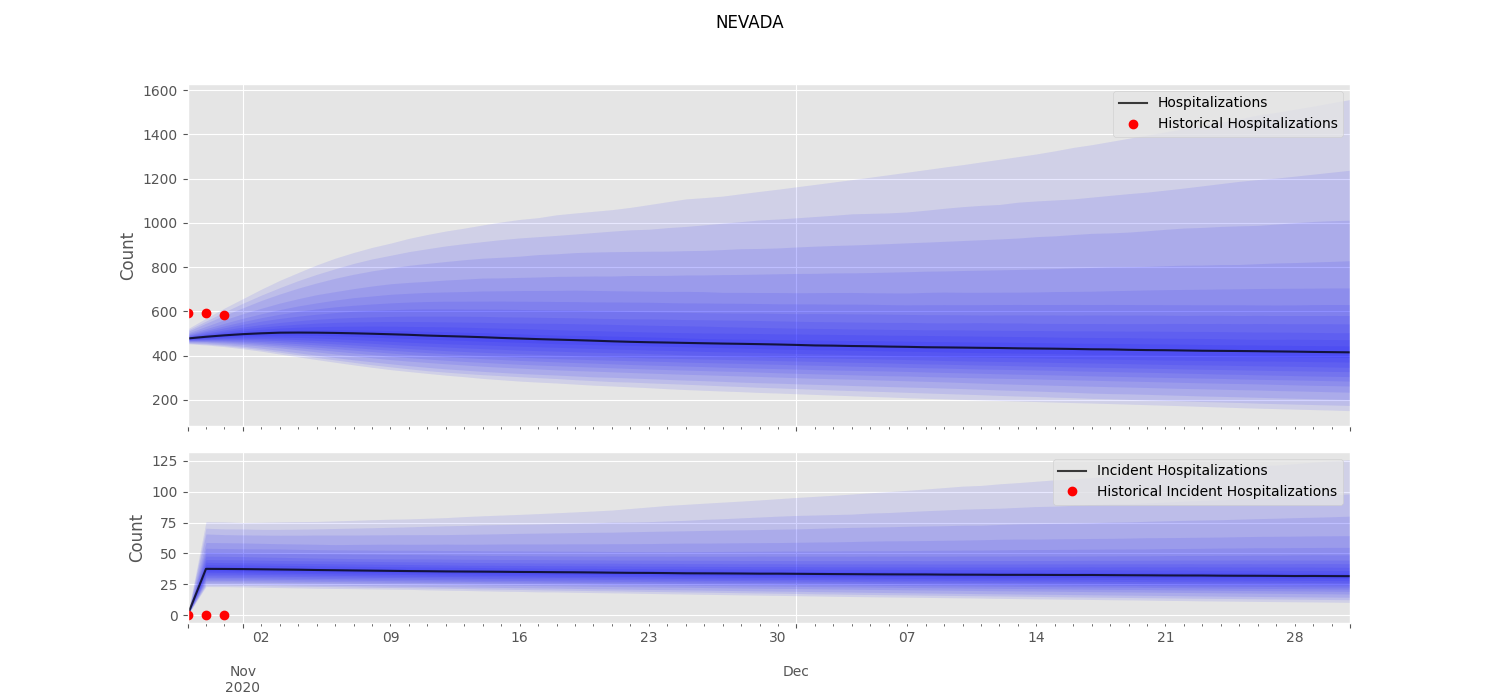 NEVADA
1600
1400
1200
1000
800
600
400
200
Count
Hospitalizations
Historical Hospitalizations
125
100
75
50
25
0
Count
Incident Hospitalizations
Historical Incident Hospitalizations
02 09 16 23 30 07 14 21 28
Nov Dec
2020